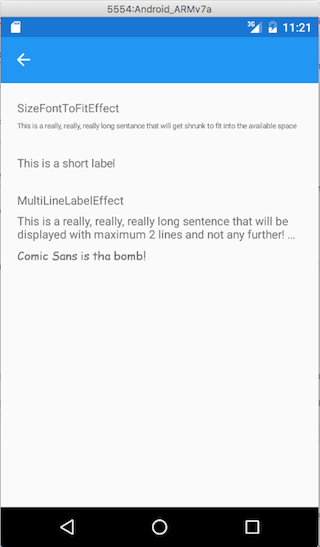 5554:Android_ARMv7a
3G 11:21
SizeFontToFitEffect
This is a really, really, really long sentance that will get shrunk to fit into the available space
This is a short label
MultiLineLabelEffect
This is a really, really, really long sentence that will be
displayed with maximum 2 lines and not any further! ...
Comic Sans is tha bomb!